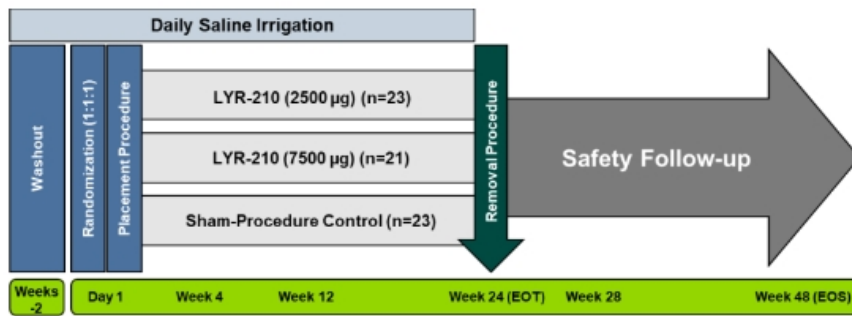 Daily Saline Irrigation
Washout
Randomization (1:1:1)
Placement Procedure
LYR-210 (2500 µg) (n=23)
LYR-210 (7500 µg) (n=21)
Sham-Procedure Control (n=23)
Removal Procedure
Safety Follow-up
Weeks
-2
Day 1
Week 4
Week 12
Week 24 (EOT)
Week 28
Week 48 (EOS)